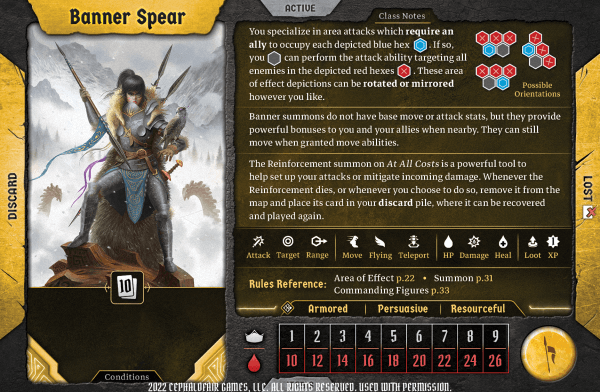 Banner Spear
ACTIVE
Class Notes
You specialize in area attacks which require an
ally to occupy each depicted blue hex . If so,
you can perform the attack ability targeting all
enemies in the depicted red hexes . These area
of effect depictions can be rotated or mirrored
however you like.
Possible
Orientations
Banner summons do not have base move or attack stats, but they provide
powerful bonuses to you and your allies when nearby. They can still
move when granted move abilities.
The Reinforcement summon on At All Costs is a powerful tool to
help set up your attacks or mitigate incoming damage. Whenever the
Reinforcement dies, or whenever you choose to do so, remove it from the
map and place its card in your discard pile, where it can be recovered
and played again.
Attack Target Range Move Flying Teleport HP Damage Heal Loot XP
Rules Reference: Area of Effect p.22 • Summon p.31
Commanding Figures p.33
Armored Persuasive Resourceful
1 2 3 4 5 6 7 8 9
10 12 14 16 18 20 22 24 26
DISCARD
LOST
10
Conditions
2022 CEPHALOFAIR GAMES, LLC. ALL RIGHTS RESERVED. USED WITH PERMISSION.